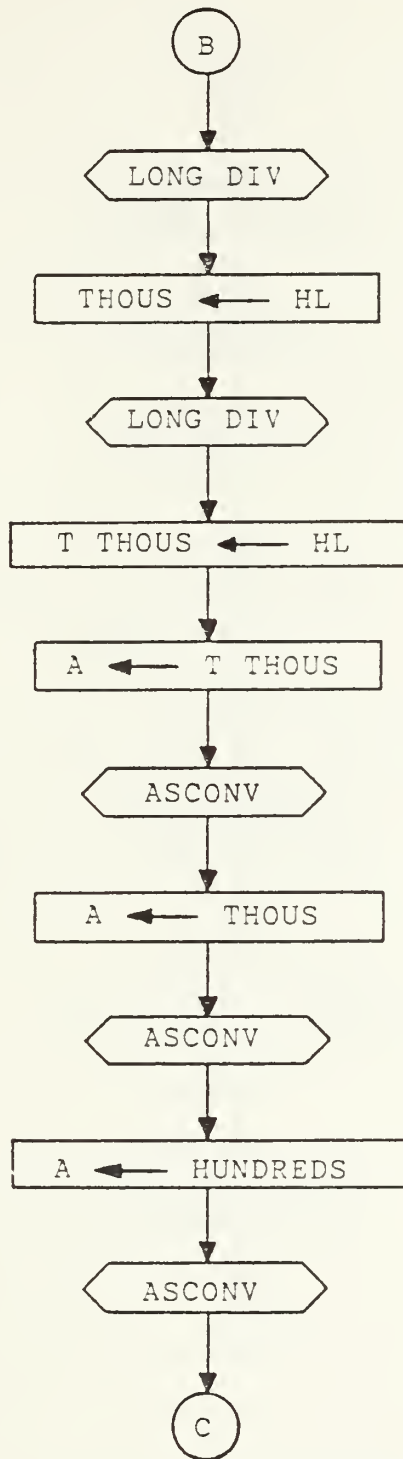 B
LONG DIV
THOUS ← HL
LONG DIV
T THOUS ← HL
A ← T THOUS
ASCONV
A ← THOUS
ASCONV
A ← HUNDREDS
ASCONV
C